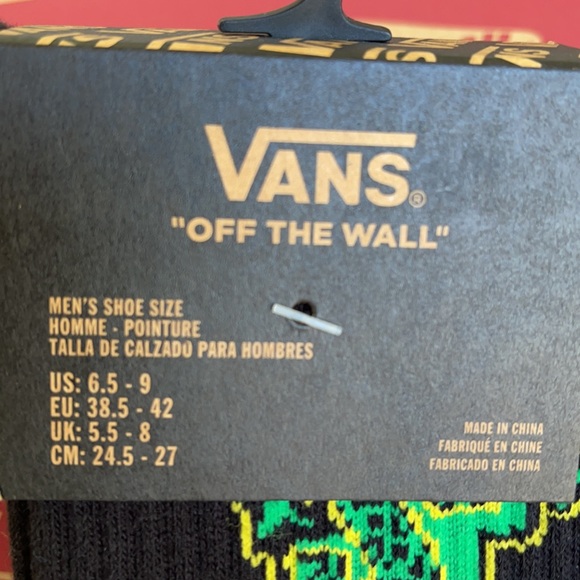 VANS®
"OFF THE WALL"
MEN'S SHOE SIZE
HOMME - POINTURE
TALLA DE CALZADO PARA HOMBRES
US: 6.5 - 9
EU: 38.5 - 42
UK: 5.5 - 8
CM: 24.5 - 27
MADE IN CHINA
FABRIQUÉ EN CHINE
FABRICADO EN CHINA